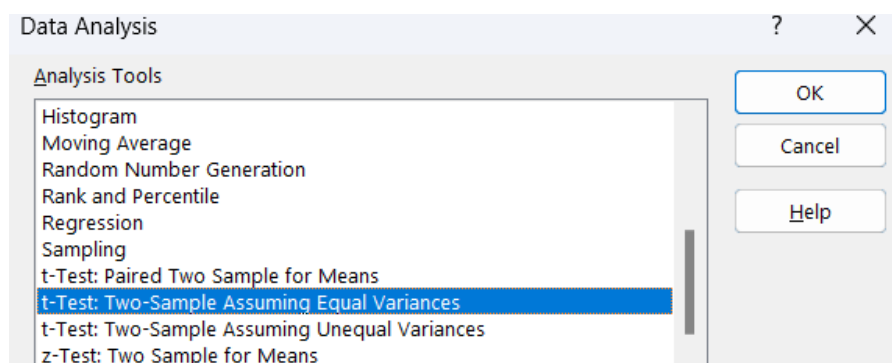 Data Analysis ?
Analysis Tools
OK
Histogram
Moving Average
Cancel
Random Number Generation
Rank and Percentile
Help
Regression
Sampling
t-Test: Paired Two Sample for Means
t-Test: Two-Sample Assuming Equal Variances
t-Test: Two-Sample Assuming Unequal Variances
z-Test: Two Sample for Means